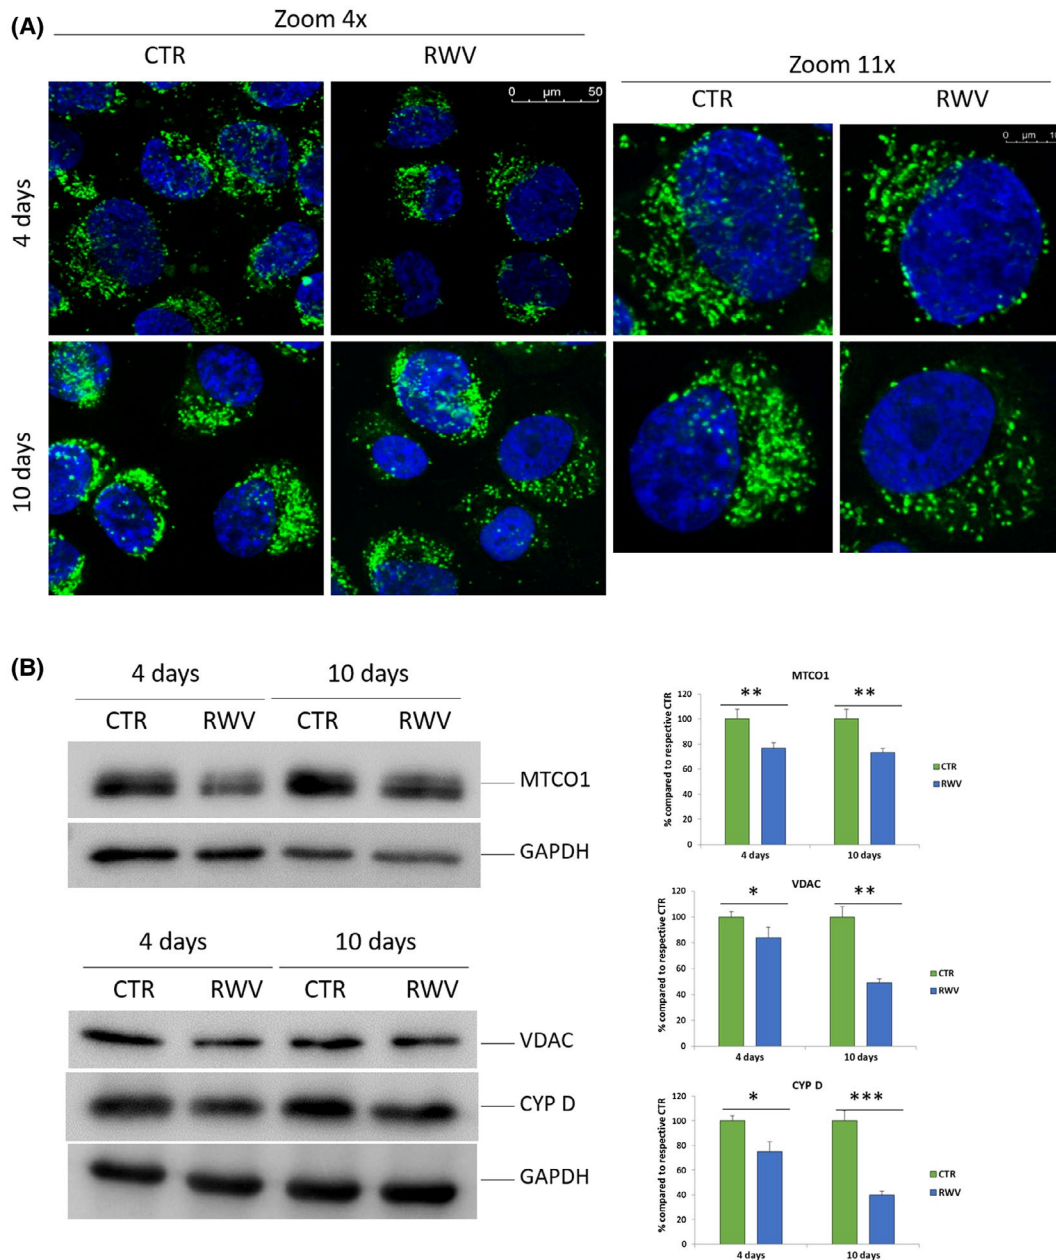 (A)
Zoom 4x
CTR RWV
Zoom 11x
CTR RWV
0 µm 50
0 µm 10
4 days
10 days
(B)
4 days 10 days
CTR RWV CTR RWV
MTCO1
GAPDH
4 days 10 days
CTR RWV CTR RWV
VDAC
CYP D
GAPDH
MTCO1
% compared to respective CTR
120
100
80
60
40
20
0
** **
4 days 10 days
CTR
RWV
VDAC
% compared to respective CTR
120
100
80
60
40
20
0
* **
4 days 10 days
CTR
RWV
CYP D
% compared to respective CTR
120
100
80
60
40
20
0
* ***
4 days 10 days
CTR
RWV